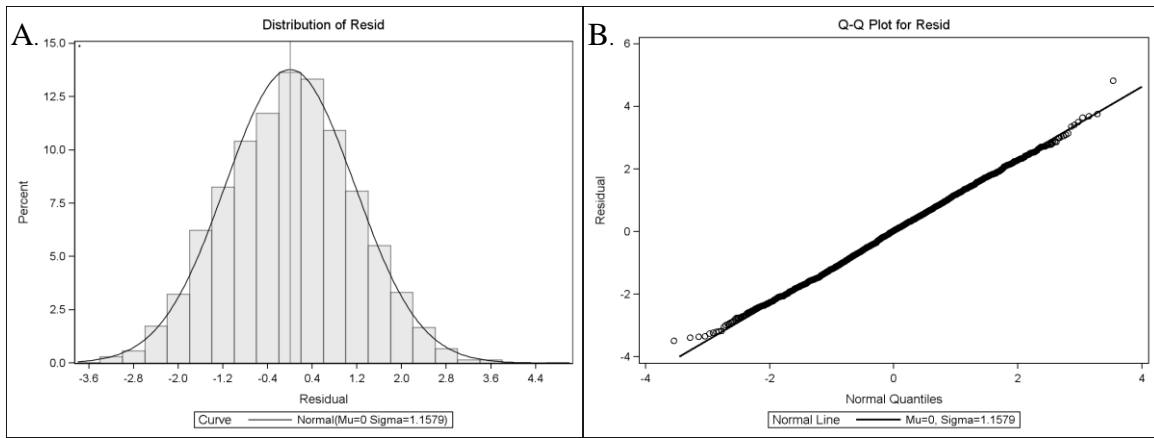 A.
Distribution of Resid
15.0
12.5
10.0
7.5
5.0
2.5
0.0
Percent
-3.6 -2.8 -2.0 -1.2 -0.4 0.4 1.2 2.0 2.8 3.6 4.4
Residual
Curve Normal(Mu=0 Sigma=1.1579)
B.
Q-Q Plot for Resid
6
4
2
0
-2
-4
Residual
-4 -2 0 2 4
Normal Quantiles
Normal Line Mu=0, Sigma=1.1579